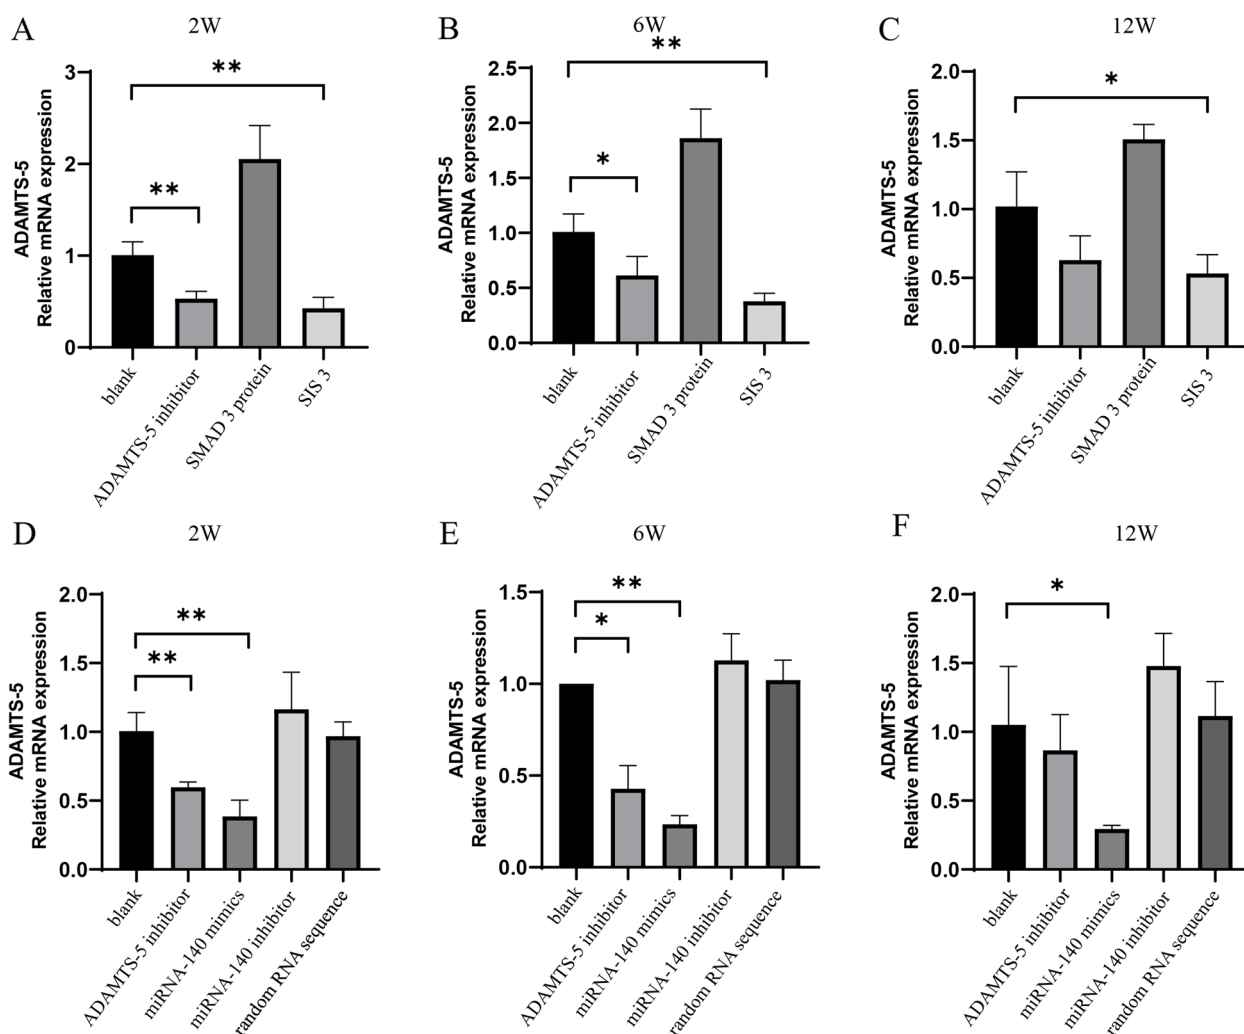 A
2W
ADAMTS-5
Relative mRNA expression
3
2
1
0
**
**
blank
ADAMTS-5 inhibitor
SMAD 3 protein
SIS 3
B
6W
ADAMTS-5
Relative mRNA expression
2.5
2.0
1.5
1.0
0.5
0.0
**
*
blank
ADAMTS-5 inhibitor
SMAD 3 protein
SIS 3
C
12W
ADAMTS-5
Relative mRNA expression
2.0
1.5
1.0
0.5
0.0
*
blank
ADAMTS-5 inhibitor
SMAD 3 protein
SIS 3
D
2W
ADAMTS-5
Relative mRNA expression
2.0
1.5
1.0
0.5
0.0
**
**
blank
ADAMTS-5 inhibitor
miRNA-140 mimics
miRNA-140 inhibitor
random RNA sequence
E
6W
ADAMTS-5
Relative mRNA expression
1.5
1.0
0.5
0.0
**
*
blank
ADAMTS-5 inhibitor
miRNA-140 mimics
miRNA-140 inhibitor
random RNA sequence
F
12W
ADAMTS-5
Relative mRNA expression
2.0
1.5
1.0
0.5
0.0
*
blank
ADAMTS-5 inhibitor
miRNA-140 mimics
miRNA-140 inhibitor
random RNA sequence